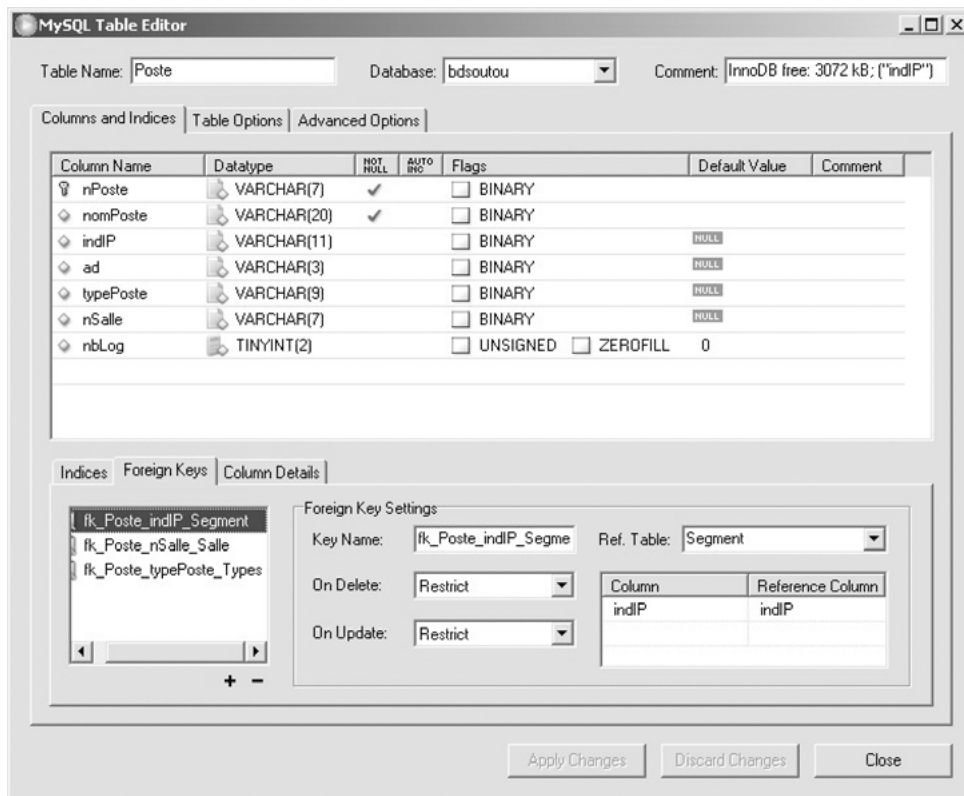 MySQL Table Editor
Table Name: Poste Database: bdsoutou Comment: InnoDB free: 3072 kB; ("indIP")
Columns and Indices Table Options Advanced Options
Column Name Datatype NOT NULL AUTO INC Flags Default Value Comment
nPoste VARCHAR(7) BINARY
nomPoste VARCHAR(20) BINARY
indIP VARCHAR(11) BINARY NULL
ad VARCHAR(3) BINARY NULL
typePoste VARCHAR(9) BINARY NULL
nSalle VARCHAR(7) BINARY NULL
nbLog TINYINT(2) UNSIGNED ZEROFILL 0
Indices Foreign Keys Column Details
fk_Poste_indIP_Segment
fk_Poste_nSalle_Salle
fk_Poste_typePoste_Types
Foreign Key Settings
Key Name: fk_Poste_indIP_Segme Ref. Table: Segment
On Delete: Restrict Column Reference Column
indIP indIP
On Update: Restrict
+ -
Apply Changes Discard Changes Close